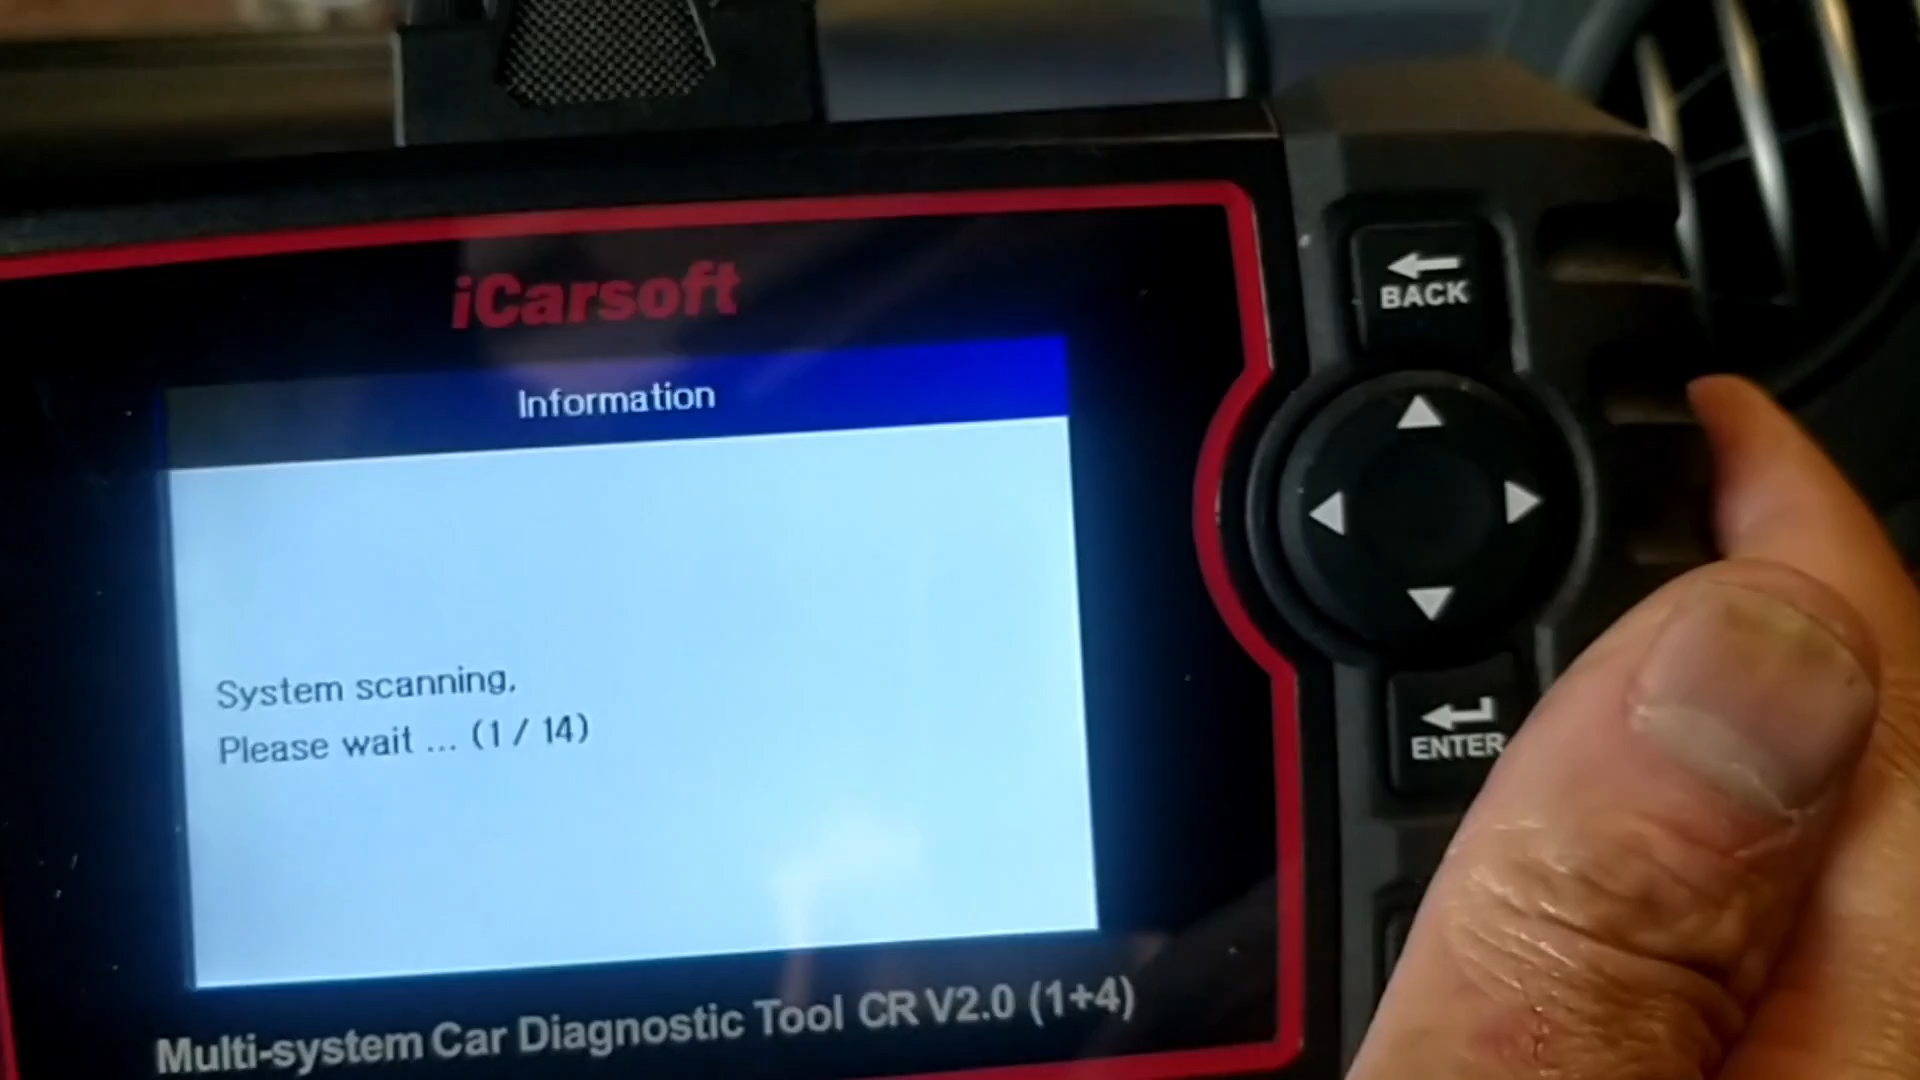 iCarsoft
BACK
Information
System scanning,
Please wait ... (1 / 14)
ENTER
Multi-system Car Diagnostic Tool CR V2.0 (1+4)